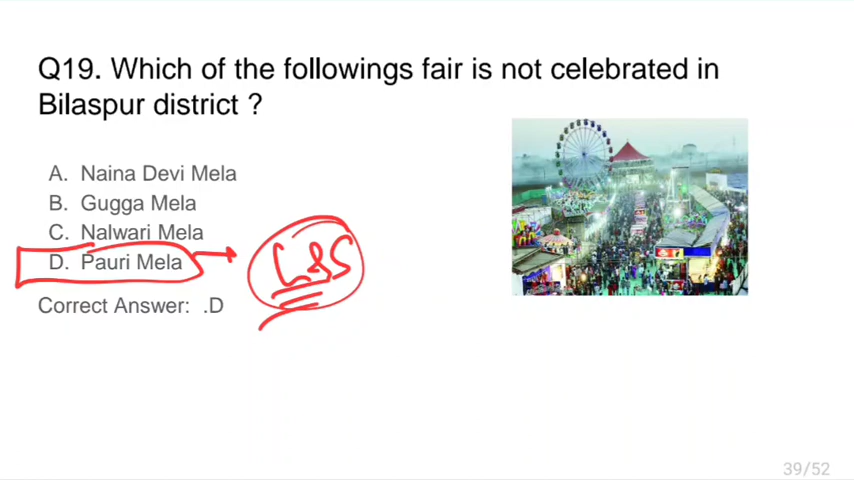 Q19. Which of the followings fair is not celebrated in
Bilaspur district ?
A. Naina Devi Mela
B. Gugga Mela
C. Nalwari Mela
D. Pauri Mela
L&S
Correct Answer: .D
39/52